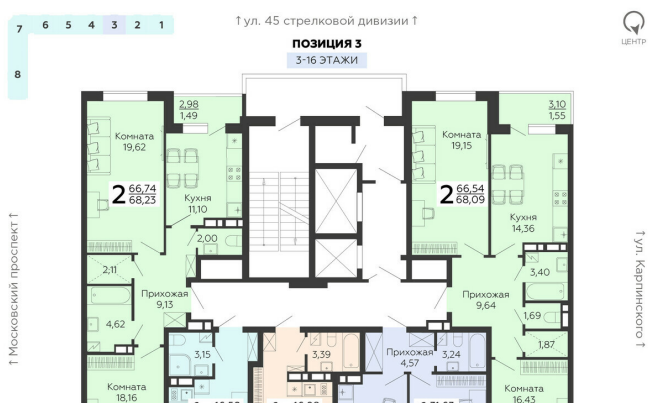 ↑ ул. 45 стрелковой дивизии ↑
7 6 5 4 3 2 1
8
ЦЕНТР
ПОЗИЦИЯ 3
3-16 ЭТАЖИ
↑ Московский проспект ↑
↑ ул. Карпинского ↑
2,98
1,49
3,10
1,55
Комната
19,62
Комната
19,15
2 66,74
68,23
2 66,54
68,09
Кухня
11,10
Кухня
14,36
2,00
2,11
3,40
Прихожая
9,13
Прихожая
9,64
4,62
1,69
1,87
3,15
3,39
Прихожая
4,57
3,24
Комната
18,16
Комната
16,43